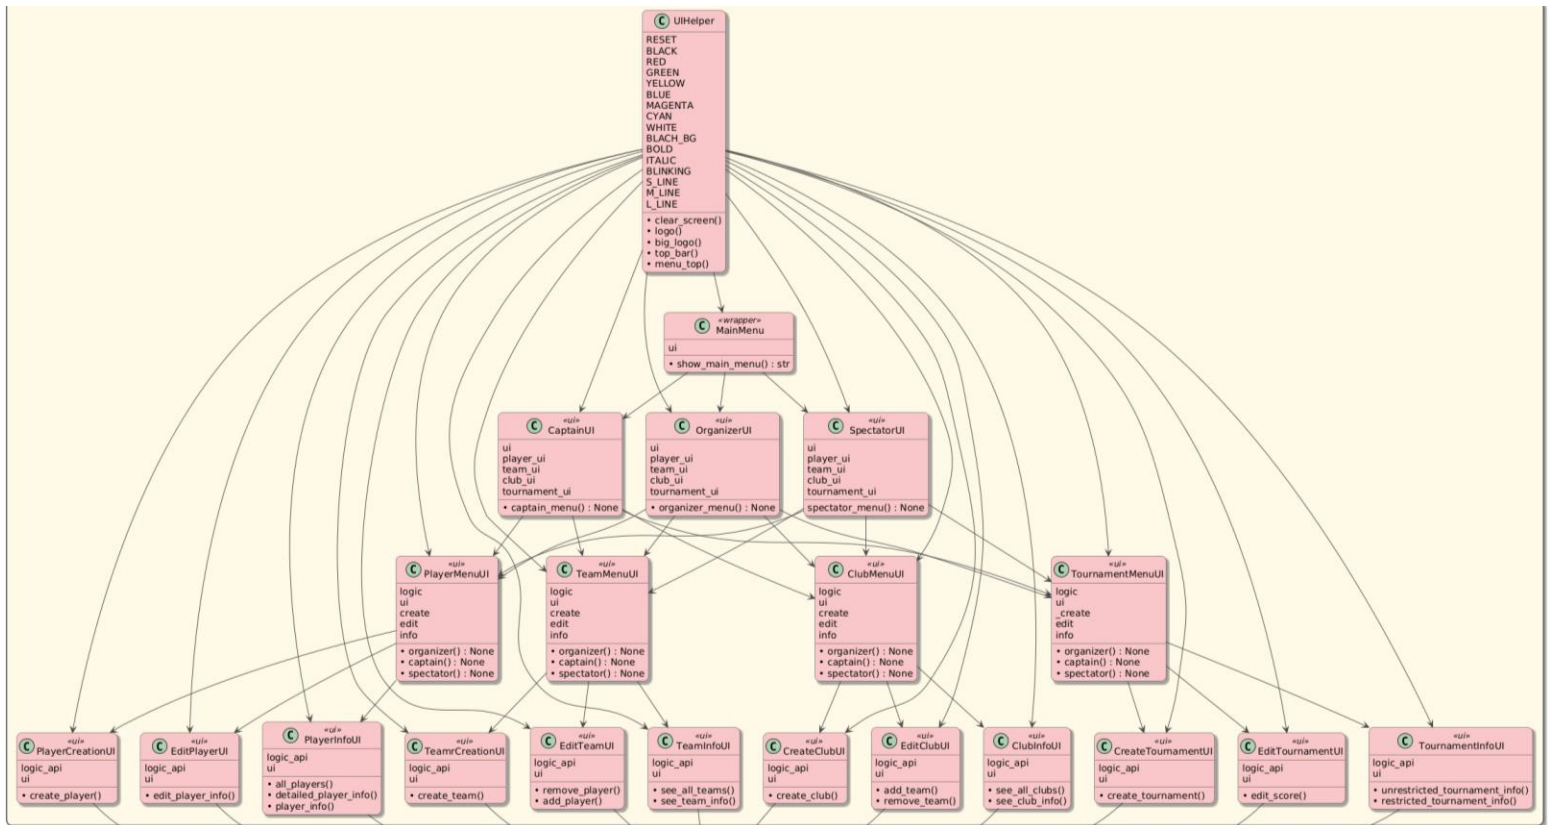 C UIHelper
RESET
BLACK
RED
GREEN
YELLOW
BLUE
MAGENTA
CYAN
WHITE
BLACH_BG
BOLD
ITALIC
BLINKING
S_LINE
M_LINE
L_LINE
• clear_screen()
• logo()
• big_logo()
• top_bar()
• menu_top()
«wrapper»
C MainMenu
ui
• show_main_menu() : str
«ui»
C CaptainUI
ui
player_ui
team_ui
club_ui
tournament_ui
• captain_menu() : None
«ui»
C OrganizerUI
ui
player_ui
team_ui
club_ui
tournament_ui
• organizer_menu() : None
«ui»
C SpectatorUI
ui
player_ui
team_ui
club_ui
tournament_ui
spectator_menu() : None
«ui»
C PlayerMenuUI
logic
ui
create
edit
info
• organizer() : None
• captain() : None
• spectator() : None
«ui»
C TeamMenuUI
logic
ui
create
edit
info
• organizer() : None
• captain() : None
• spectator() : None
«ui»
C ClubMenuUI
logic
ui
create
edit
info
• organizer() : None
• captain() : None
• spectator() : None
«ui»
C TournamentMenuUI
logic
ui
_create
edit
info
• organizer() : None
• captain() : None
• spectator() : None
«ui»
C PlayerCreationUI
logic_api
ui
• create_player()
«ui»
C EditPlayerUI
logic_api
ui
• edit_player_info()
«ui»
C PlayerInfoUI
logic_api
ui
• all_players()
• detailed_player_info()
• player_info()
«ui»
C TeamrCreationUI
logic_api
ui
• create_team()
«ui»
C EditTeamUI
logic_api
ui
• remove_player()
• add_player()
«ui»
C TeamInfoUI
logic_api
ui
• see_all_teams()
• see_team_info()
«ui»
C CreateClubUI
logic_api
ui
• create_club()
«ui»
C EditClubUI
logic_api
ui
• add_team()
• remove_team()
«ui»
C ClubInfoUI
logic_api
ui
• see_all_clubs()
• see_club_info()
«ui»
C CreateTournamentUI
logic_api
ui
• create_tournament()
«ui»
C EditTournamentUI
logic_api
ui
• edit_score()
«ui»
C TournamentInfoUI
logic_api
ui
• unrestricted_tournament_info()
• restricted_tournament_info()